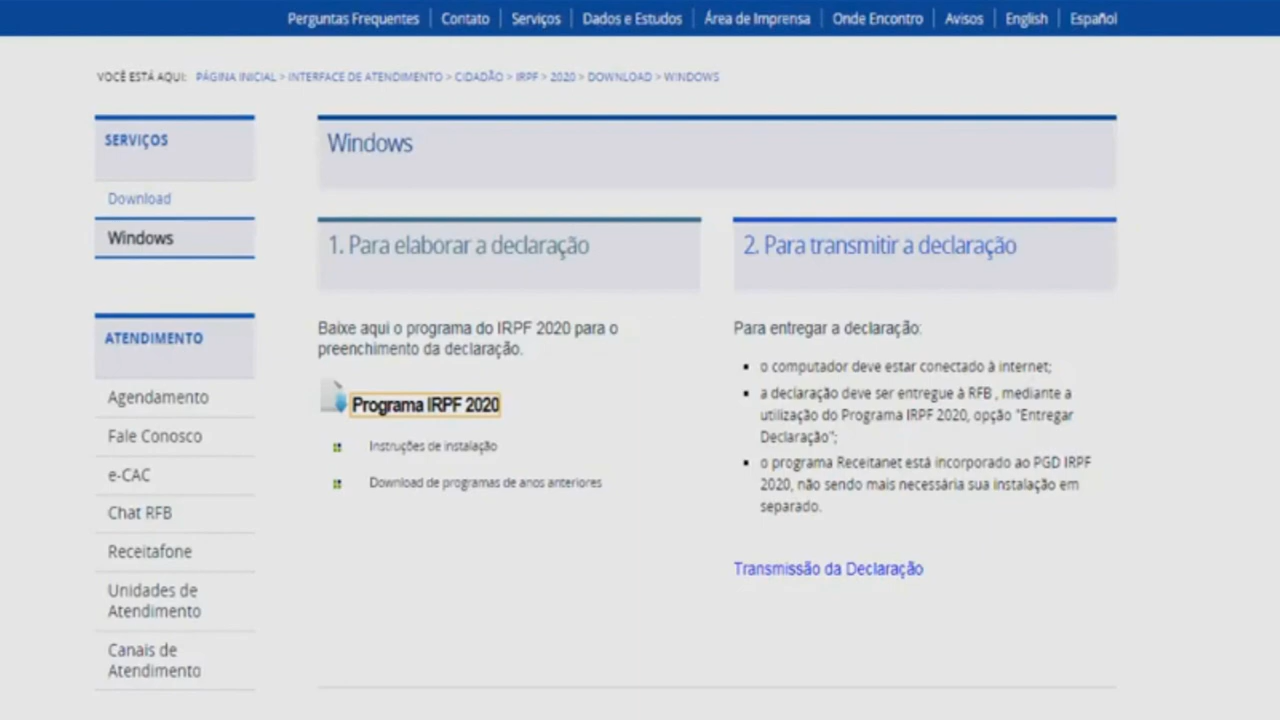 Perguntas Frequentes Contato Serviços Dados e Estudos Área de Imprensa Onde Encontro Avisos English Español
VOCÊ ESTÁ AQUI: PÁGINA INICIAL > INTERFACE DE ATENDIMENTO > CIDADÃO > IRPF > 2020 > DOWNLOAD > WINDOWS
SERVIÇOS
Download
Windows
ATENDIMENTO
Agendamento
Fale Conosco
e-CAC
Chat RFB
Receitafone
Unidades de
Atendimento
Canais de
Atendimento
Windows
1. Para elaborar a declaração
Baixe aqui o programa do IRPF 2020 para o
preenchimento da declaração.
Programa IRPF 2020
Instruções de instalação
Download de programas de anos anteriores
2. Para transmitir a declaração
Para entregar a declaração:
o computador deve estar conectado à internet;
a declaração deve ser entregue à RFB , mediante a
utilização do Programa IRPF 2020, opção "Entregar
Declaração";
o programa Receitanet está incorporado ao PGD IRPF
2020, não sendo mais necessária sua instalação em
separado.
Transmissão da Declaração